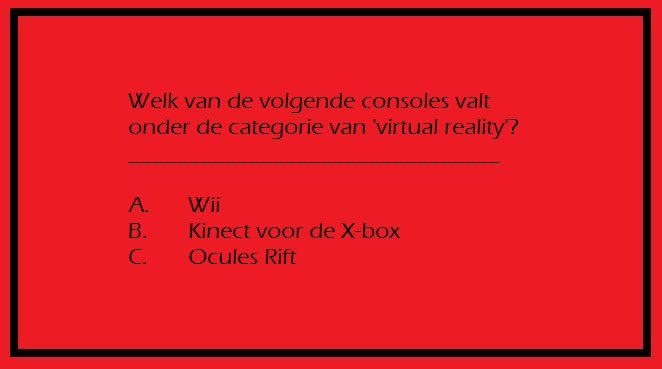 Welk van de volgende consoles valt
onder de categorie van 'virtual reality'?
A. Wii
B. Kinect voor de X-box
C. Ocules Rift